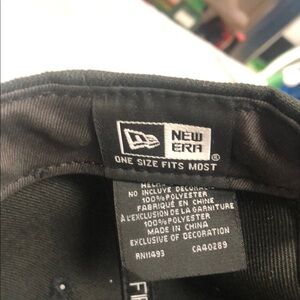 NEW
ERA
®
ONE SIZE FITS MOST
NO INCLUYE DECORAC
100%POLYESTER
FABRIQUÉ EN CHINE
À L'EXCLUSION DE LA GARNITURE
100%POLYESTER
MADE IN CHINA
EXCLUSIVE OF DECORATION
RN11493 CA40289